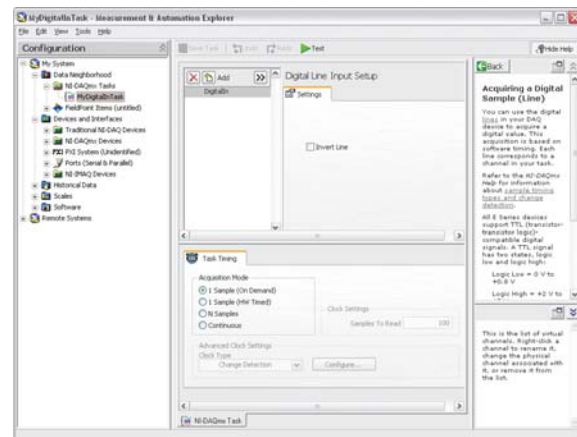 MyDigitalInTask - Measurement & Automation Explorer
File Edit View Tools Help
Configuration
My System
Data Neighborhood
NI-DAQmx Tasks
MyDigitalInTask
FieldPoint Items (untitled)
Devices and Interfaces
Traditional NI-DAQ Devices
NI-DAQmx Devices
PXI PXI System (Unidentified)
Ports (Serial & Parallel)
NI-IMAQ Devices
Historical Data
Scales
Software
Remote Systems
Save Task Undo Redo Test
Hide Help
Add
DigitalIn
Digital Line Input Setup
Settings
Invert Line
Task Timing
Acquisition Mode
1 Sample (On Demand)
1 Sample (HW Timed)
N Samples
Continuous
Clock Settings
Samples To Read 100
Advanced Clock Settings
Clock Type
Change Detection Configure...
NI-DAQmx Task
Back
Acquiring a Digital
Sample (Line)
You can use the digital
lines in your DAQ
device to acquire a
digital value. This
acquisition is based on
software timing. Each
line corresponds to a
channel in your task.
Refer to the NI-DAQmx
Help for information
about sample timing
types and change
detection.
All E Series devices
support TTL (transistor-
transistor logic)-
compatible digital
signals. A TTL signal
has two states, logic
low and logic high:
Logic Low = 0 V to
+0.8 V
Logic High = +2 V to
This is the list of virtual
channels. Right-click a
channel to rename it,
change the physical
channel associated with
it, or remove it from
the list.